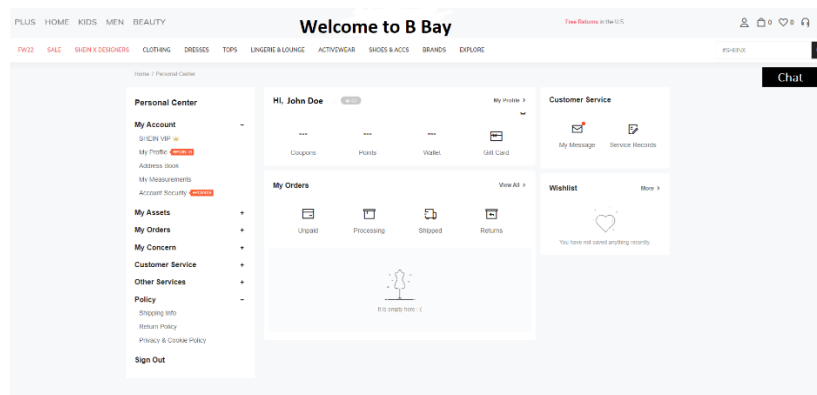 PLUS HOME KIDS MEN BEAUTY
Welcome to B Bay
Free Returns in the U.S.
0 0
FW22 SALE SHEIN X DESIGNERS CLOTHING DRESSES TOPS LINGERIE & LOUNGE ACTIVEWEAR SHOES & ACCS BRANDS EXPLORE
#SHEINX
Chat
Home / Personal Center
Personal Center
My Account -
SHEIN VIP
My Profile
Address Book
My Measurements
Account Security
My Assets +
My Orders +
My Concern +
Customer Service +
Other Services +
Policy -
Shipping Info
Return Policy
Privacy & Cookie Policy
Sign Out
Hi, John Doe
My Profile >
--- --- ---
Coupons Points Wallet Gift Card
My Orders View All >
Unpaid Processing Shipped Returns
It is empty here :-(
Customer Service
My Message Service Records
Wishlist More >
You have not saved anything recently.